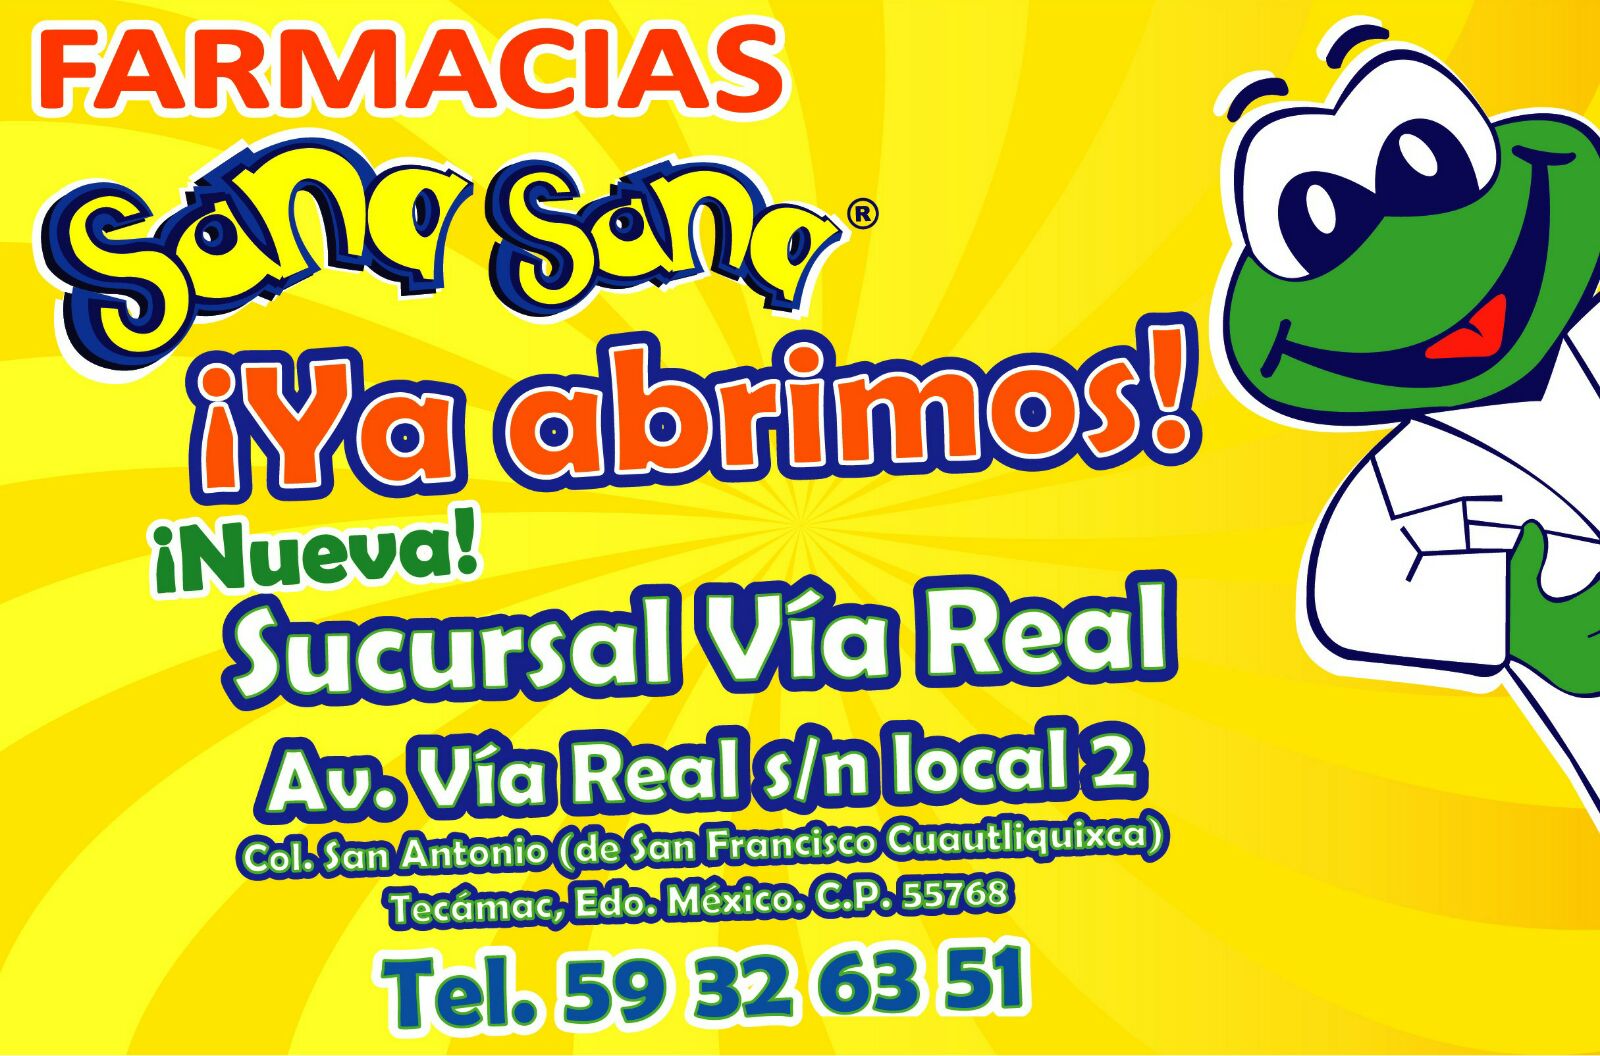 FARMACIAS
Sana Sana®
¡Ya abrimos!
¡Nueva!
Sucursal Vía Real
Av. Vía Real s/n local 2
Col. San Antonio (de San Francisco Cuautliquixca)
Tecámac, Edo. México. C.P. 55768
Tel. 59 32 63 51